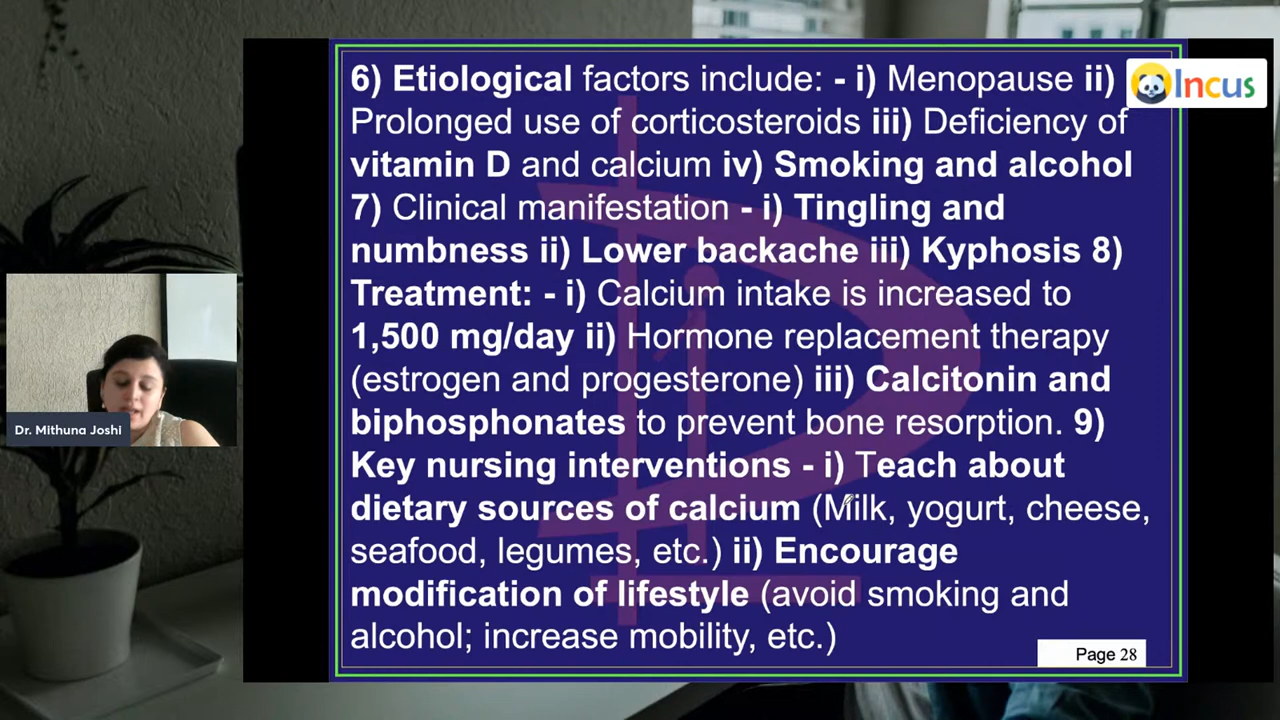 6) Etiological factors include: - i) Menopause ii)
Prolonged use of corticosteroids iii) Deficiency of
vitamin D and calcium iv) Smoking and alcohol
7) Clinical manifestation - i) Tingling and
numbness ii) Lower backache iii) Kyphosis 8)
Treatment: - i) Calcium intake is increased to
1,500 mg/day ii) Hormone replacement therapy
(estrogen and progesterone) iii) Calcitonin and
biphosphonates to prevent bone resorption. 9)
Key nursing interventions - i) Teach about
dietary sources of calcium (Milk, yogurt, cheese,
seafood, legumes, etc.) ii) Encourage
modification of lifestyle (avoid smoking and
alcohol; increase mobility, etc.)
Page 28
Incus
Dr. Mithuna Joshi